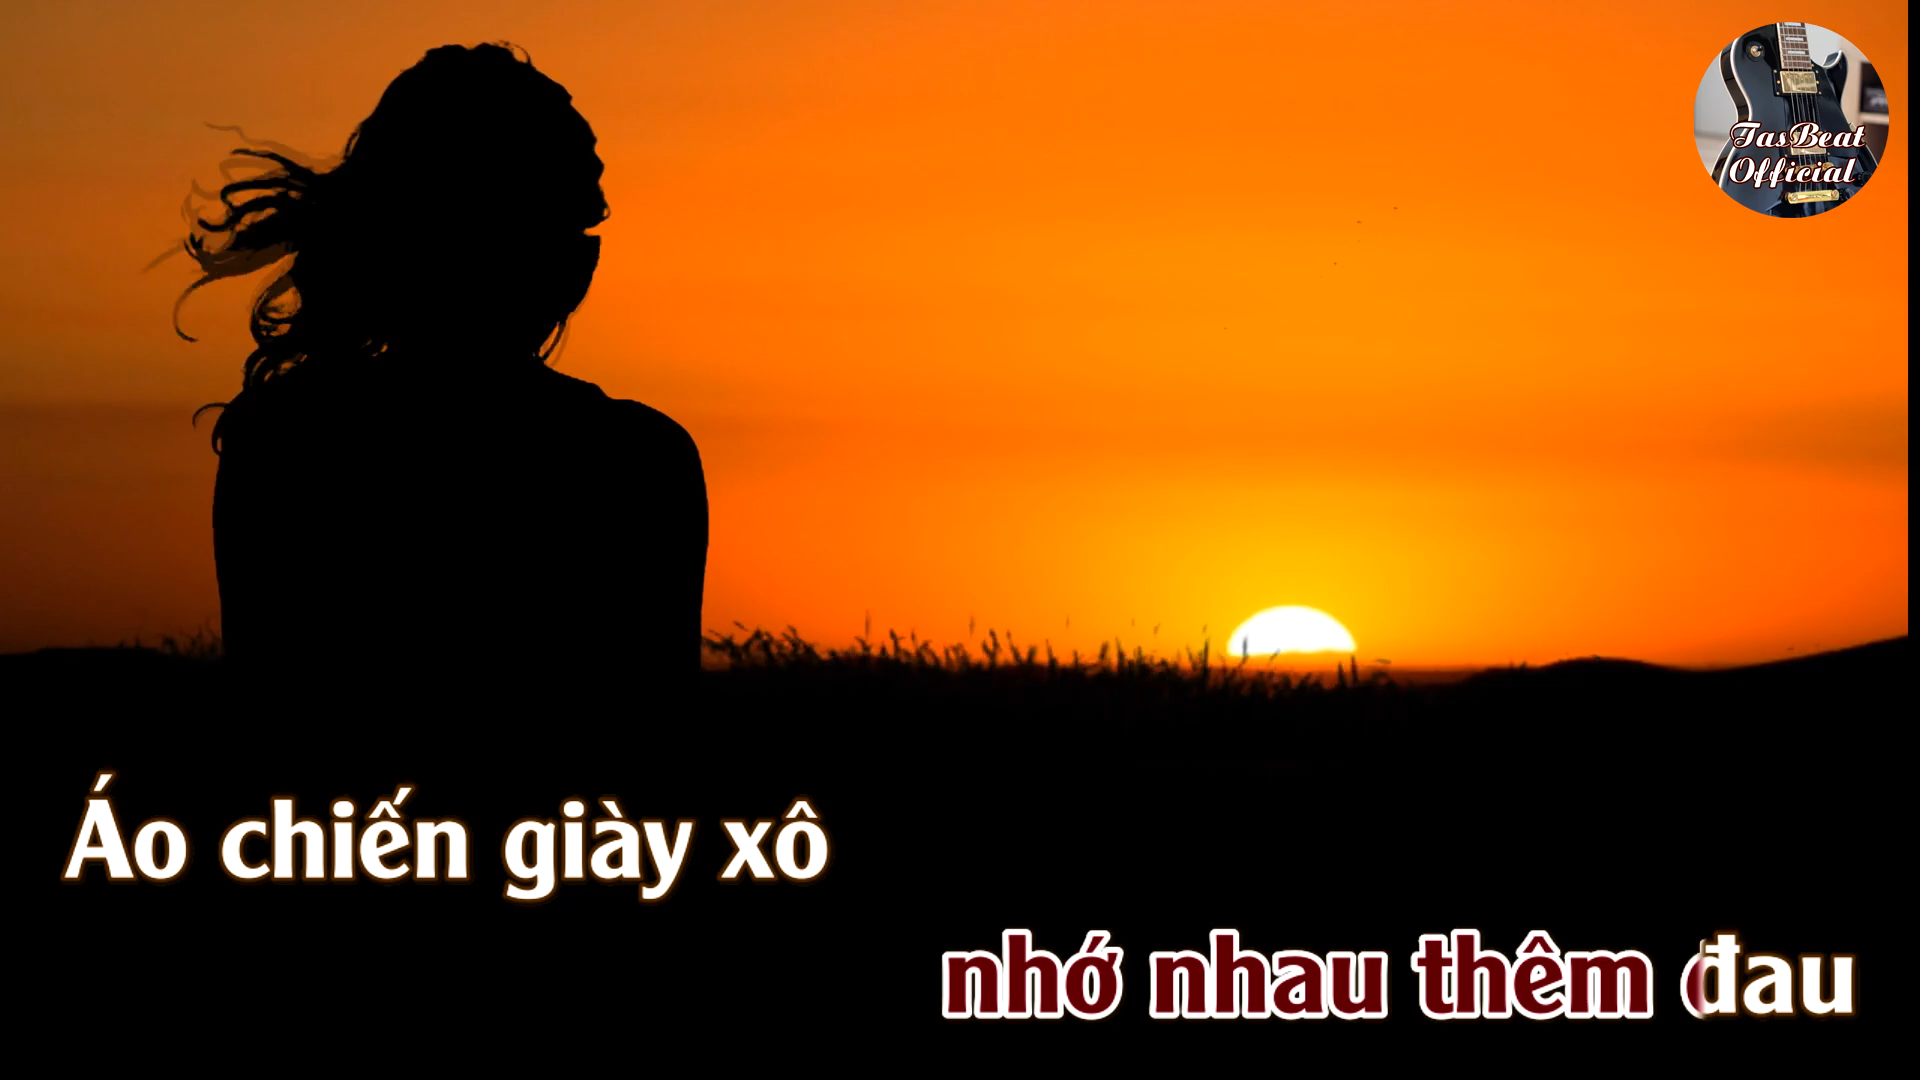 TasBeat
Official
Áo chiến giày xô
nhớ nhau thêm đau